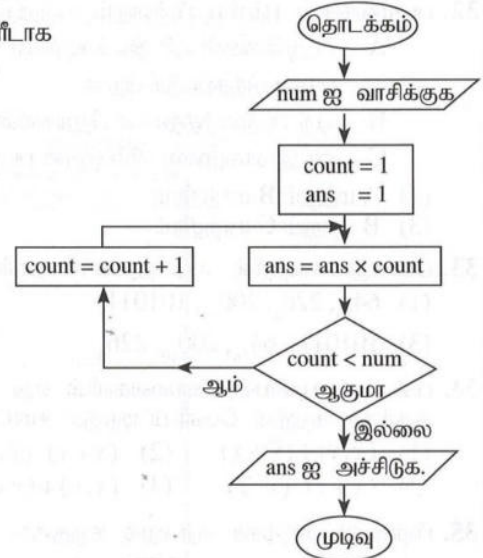 ரீடாக
தொடக்கம்
num ஐ வாசிக்குக
count = 1
ans = 1
count = count + 1
ans = ans × count
count < num
ஆகுமா
ஆம்
இல்லை
ans ஐ அச்சிடுக.
முடிவு